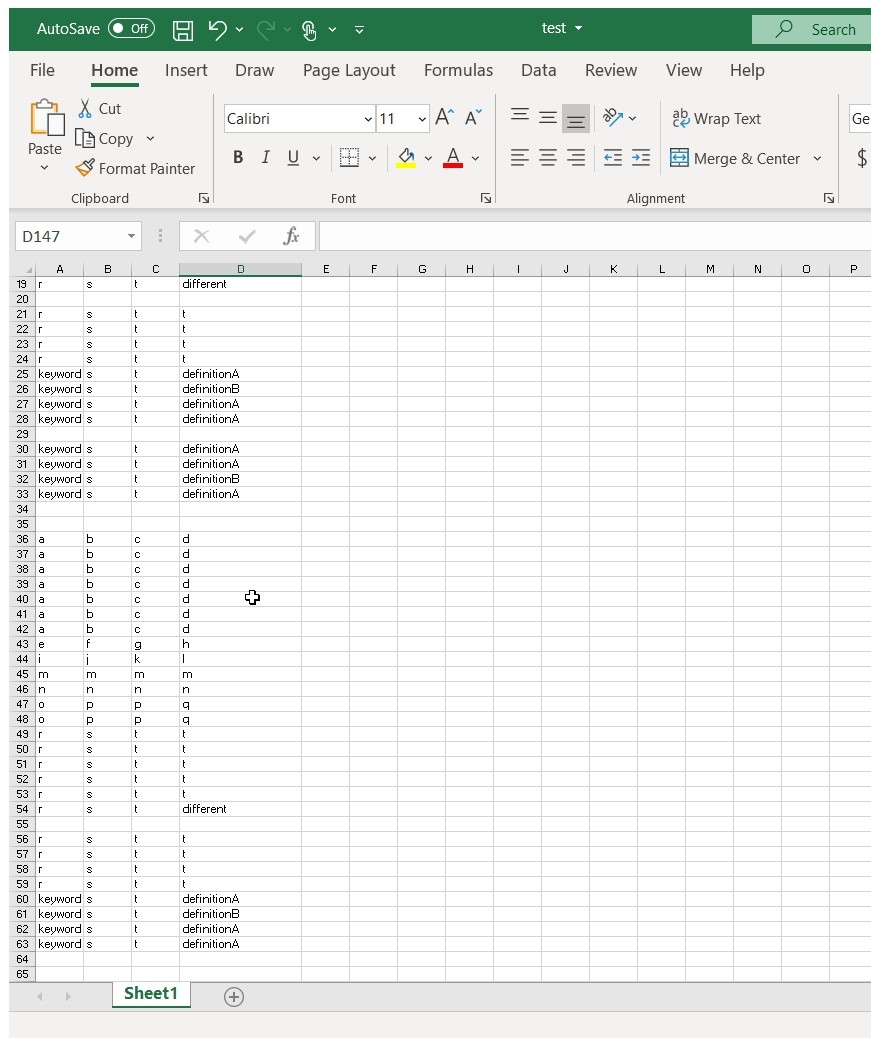 AutoSave Off test Search
File Home Insert Draw Page Layout Formulas Data Review View Help
Cut
Copy
Format Painter
Paste
Clipboard
Calibri 11 A A
B I U A
Font
ab Wrap Text
Merge & Center
Alignment
Ge
$
D147 fx
A B C D E F G H I J K L M N O P
19 r s t different
20
21 r s t t
22 r s t t
23 r s t t
24 r s t t
25 keyword s t definitionA
26 keyword s t definitionB
27 keyword s t definitionA
28 keyword s t definitionA
29
30 keyword s t definitionA
31 keyword s t definitionA
32 keyword s t definitionB
33 keyword s t definitionA
34
35
36 a b c d
37 a b c d
38 a b c d
39 a b c d
40 a b c d
41 a b c d
42 a b c d
43 e f g h
44 i j k l
45 m m m m
46 n n n n
47 o p p q
48 o p p q
49 r s t t
50 r s t t
51 r s t t
52 r s t t
53 r s t t
54 r s t different
55
56 r s t t
57 r s t t
58 r s t t
59 r s t t
60 keyword s t definitionA
61 keyword s t definitionB
62 keyword s t definitionA
63 keyword s t definitionA
64
65
Sheet1